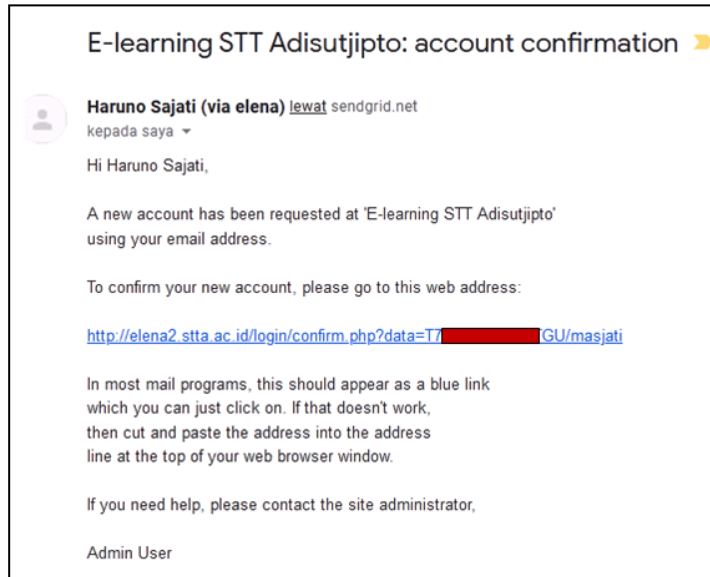 E-learning STT Adisutjipto: account confirmation
Haruno Sajati (via elena) lewat sendgrid.net
kepada saya
Hi Haruno Sajati,
A new account has been requested at 'E-learning STT Adisutjipto'
using your email address.
To confirm your new account, please go to this web address:
http://elena2.stta.ac.id/login/confirm.php?data=T7 GU/masjati
In most mail programs, this should appear as a blue link
which you can just click on. If that doesn't work,
then cut and paste the address into the address
line at the top of your web browser window.
If you need help, please contact the site administrator,
Admin User